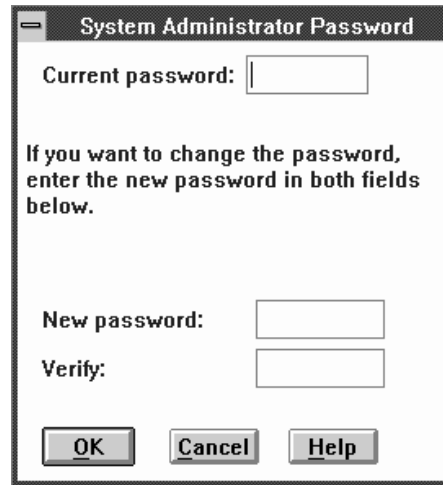 System Administrator Password
Current password:
If you want to change the password,
enter the new password in both fields
below.
New password:
Verify:
OK Cancel Help